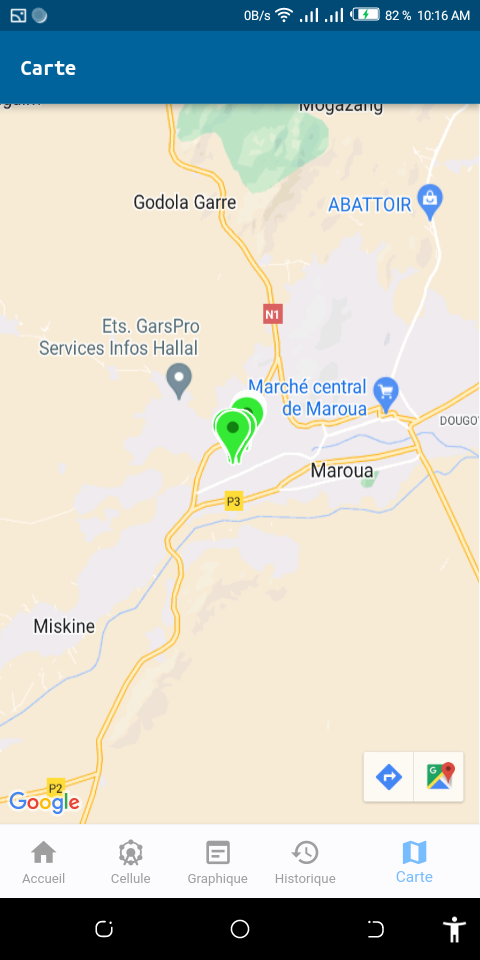 0B/s 82 % 10:16 AM
Carte
Mogazang
Godola Garre
ABATTOIR
N1
Ets. GarsPro
Services Infos Hallal
Marché central
de Maroua
Maroua
P3
Miskine
P2
Google
Accueil
Cellule
Graphique
Historique
Carte